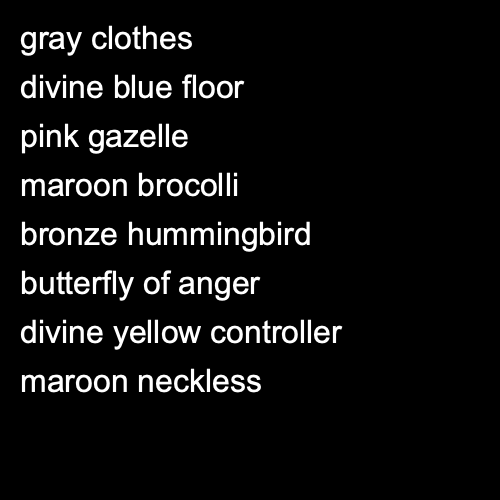 gray clothes
divine blue floor
pink gazelle
maroon brocolli
bronze hummingbird
butterfly of anger
divine yellow controller
maroon neckless